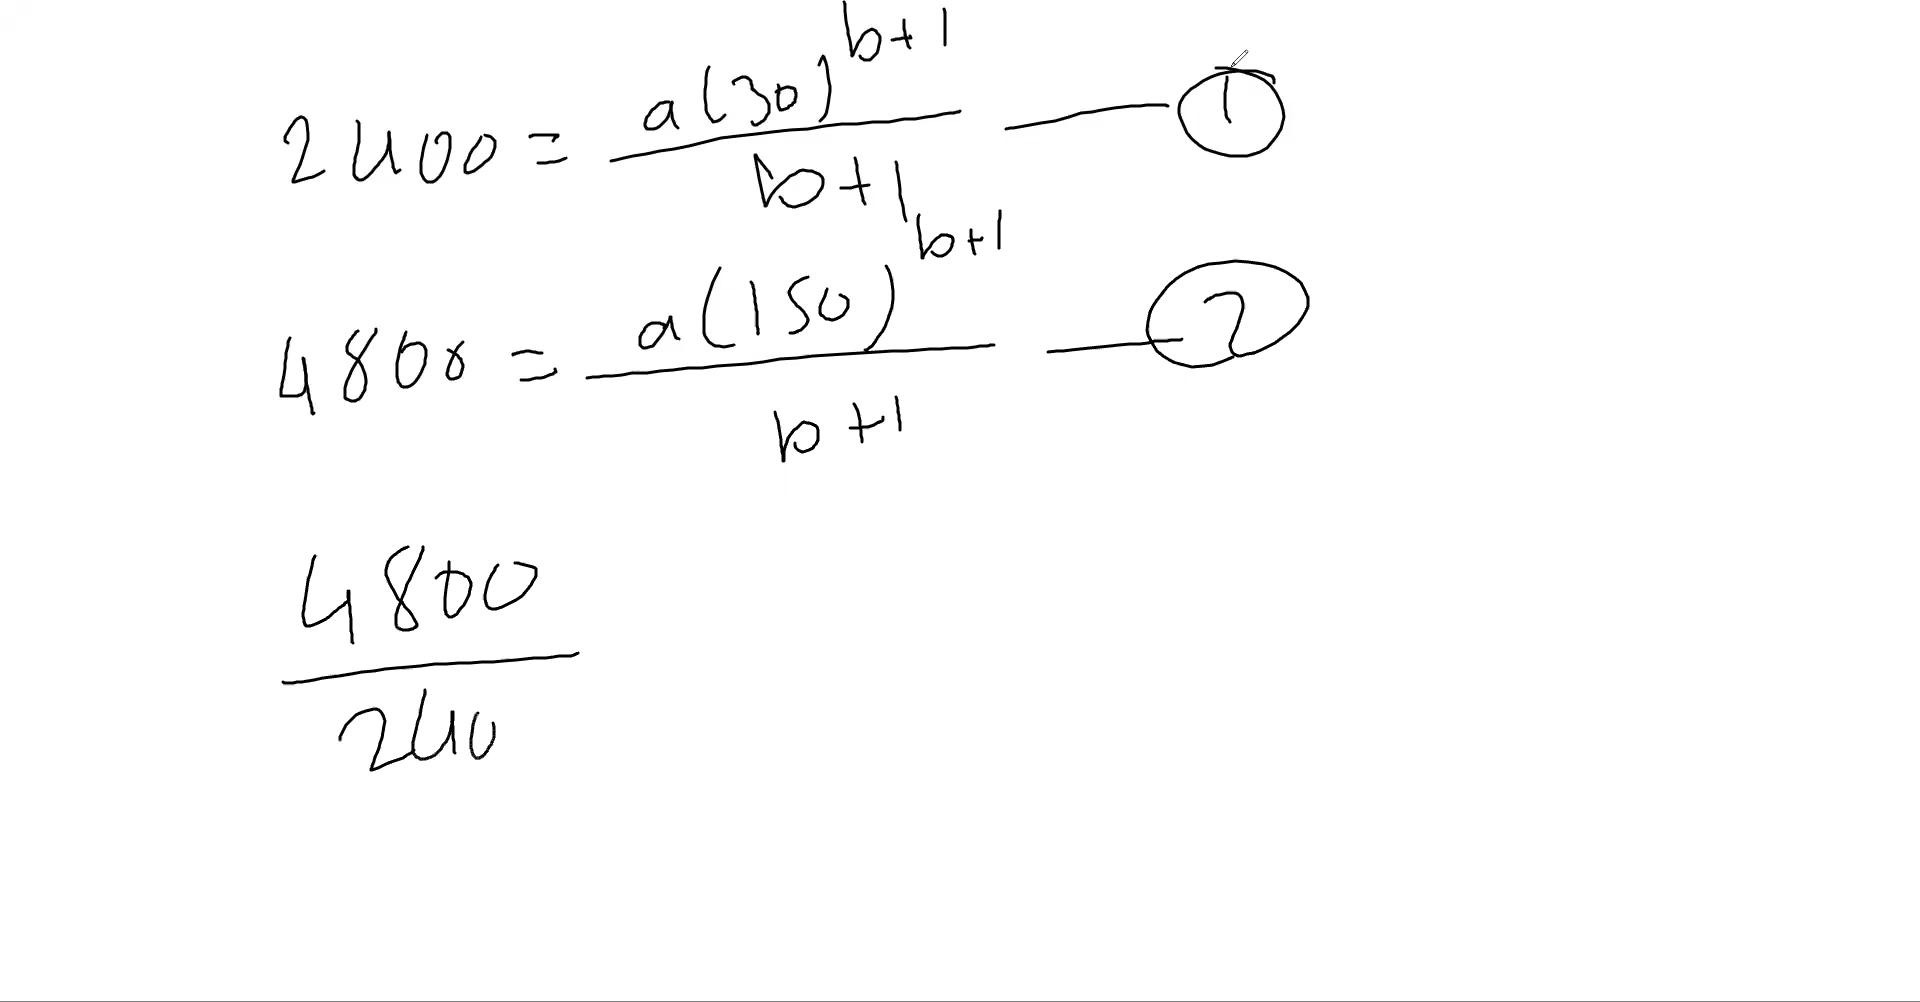 2400 = a(30)^b+1 / b+1 — 1
4800 = a(150)^b+1 / b+1 — 2
4800
240